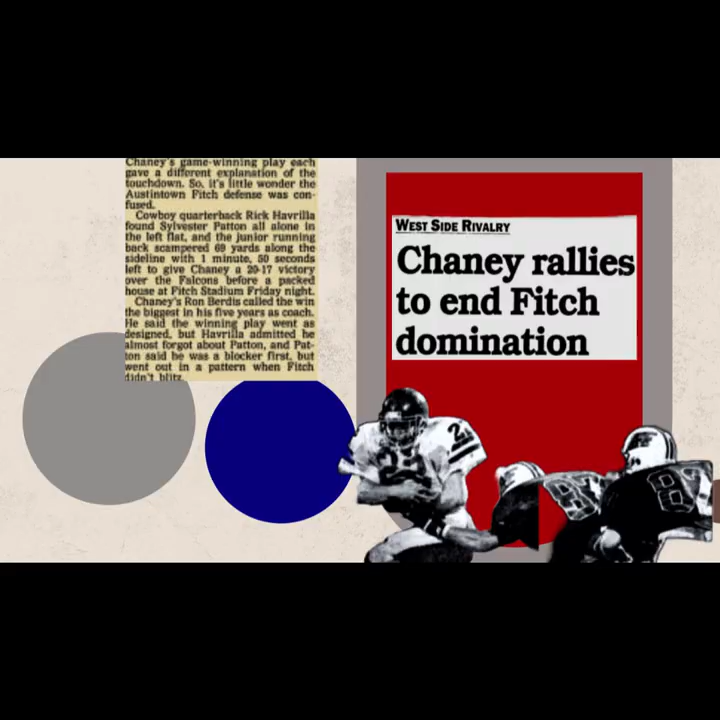 Chaney's game-winning play each
gave a different explanation of the
touchdown. So, it's little wonder the
Austintown Fitch defense was con-
fused.
Cowboy quarterback Rick Havrilla
found Sylvester Patton all alone in
the left flat, and the junior running
back scampered 69 yards along the
sideline with 1 minute, 50 seconds
left to give Chaney a 20-17 victory
over the Falcons before a packed
house at Fitch Stadium Friday night.
Chaney's Ron Berdis called the win
the biggest in his five years as coach.
He said the winning play went as
designed, but Havrilla admitted he
almost forgot about Patton, and Pat-
ton said he was a blocker first, but
went out in a pattern when Fitch
didn't blitz.
WEST SIDE RIVALRY
Chaney rallies
to end Fitch
domination